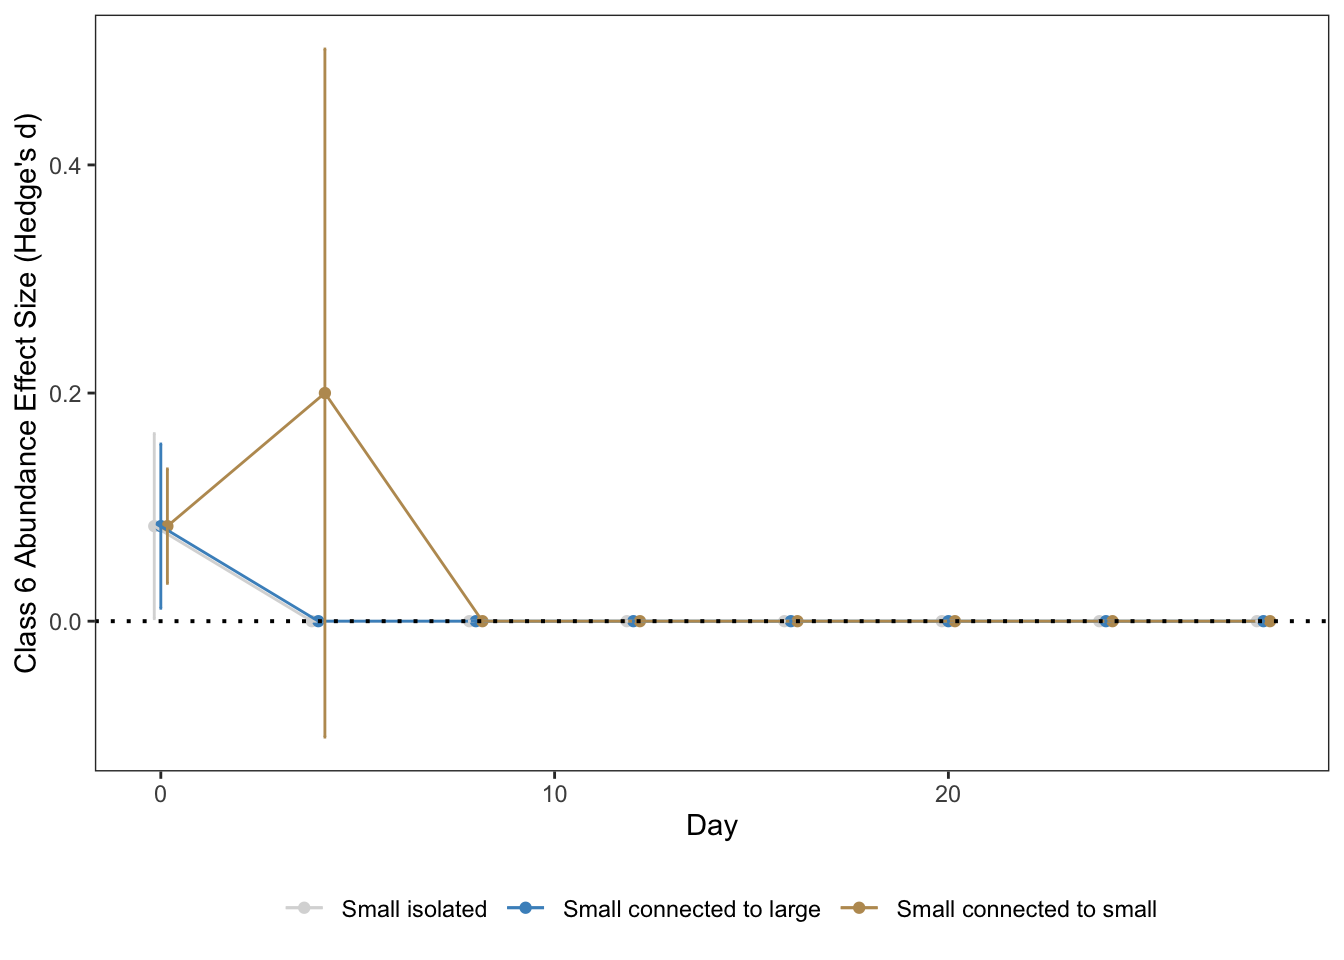 Class 6 Abundance Effect Size (Hedge's d)
0.4
0.2
0.0
0
10
20
Day
Small isolated
Small connected to large
Small connected to small